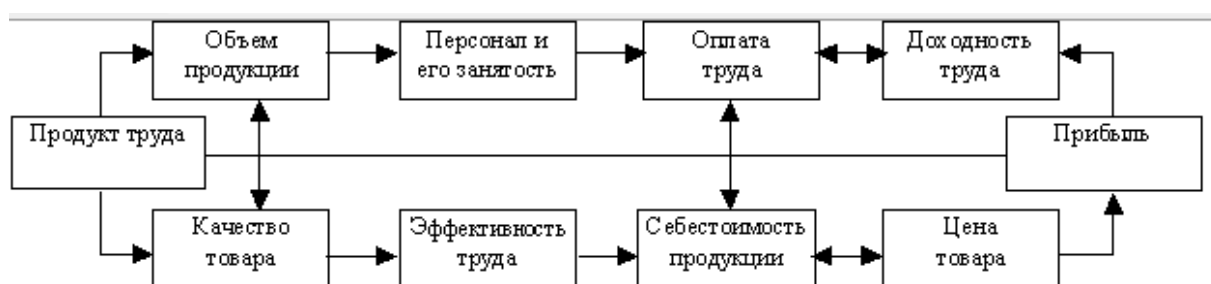 Объем
продукции
Персонал и
его занятость
Оплата
труда
Доходность
труда
Продукт труда
Прибыль
Качество
товара
Эффективность
труда
Себестоимость
продукции
Цена
товара